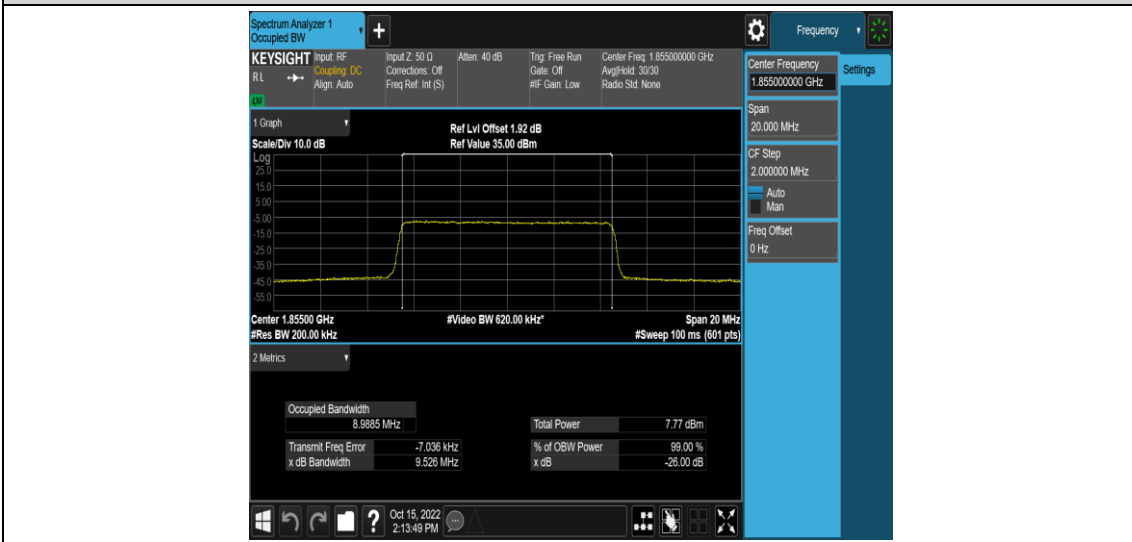 Spectrum Analyzer 1
Occupied BW
+
Frequency
KEYSIGHT
RL
LXI
Input: RF
Coupling: DC
Align: Auto
Input Z: 50 Ω
Corrections: Off
Freq Ref: Int (S)
Atten: 40 dB
Trig: Free Run
Gate: Off
#IF Gain: Low
Center Freq: 1.855000000 GHz
Avg|Hold: 30/30
Radio Std: None
Center Frequency
1.855000000 GHz
Settings
Span
20.000 MHz
CF Step
2.000000 MHz
Auto
Man
Freq Offset
0 Hz
1 Graph
Ref Lvl Offset 1.92 dB
Scale/Div 10.0 dB
Ref Value 35.00 dBm
Log
25.0
15.0
5.00
-5.00
-15.0
-25.0
-35.0
-45.0
-55.0
Center 1.85500 GHz
#Video BW 620.00 kHz*
Span 20 MHz
#Res BW 200.00 kHz
#Sweep 100 ms (601 pts)
2 Metrics
Occupied Bandwidth
8.9885 MHz
Total Power 7.77 dBm
Transmit Freq Error -7.036 kHz
% of OBW Power 99.00 %
x dB Bandwidth 9.526 MHz
x dB -26.00 dB
?
Oct 15, 2022
2:13:49 PM